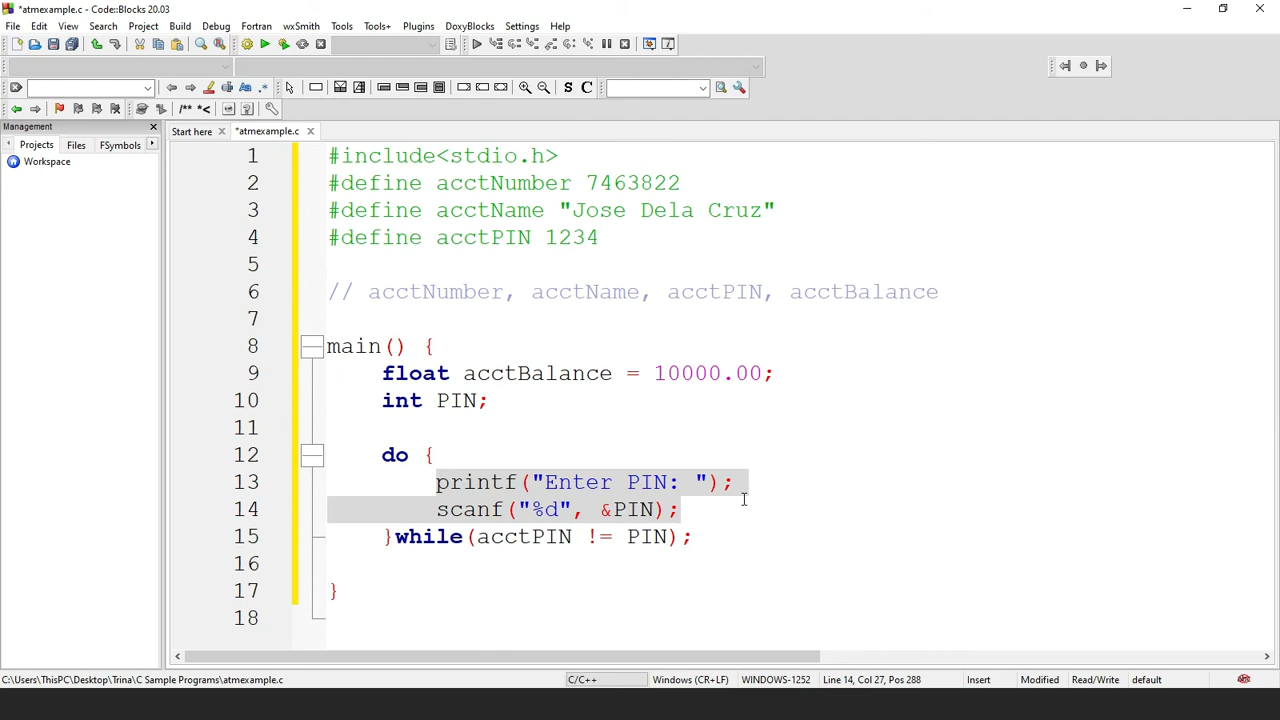 *atmexample.c - Code::Blocks 20.03
File Edit View Search Project Build Debug Fortran wxSmith Tools Tools+ Plugins DoxyBlocks Settings Help
/** *<
S C
Management
Projects Files FSymbols
Workspace
Start here *atmexample.c
1 #include<stdio.h>
2 #define acctNumber 7463822
3 #define acctName "Jose Dela Cruz"
4 #define acctPIN 1234
5
6 // acctNumber, acctName, acctPIN, acctBalance
7
8 main() {
9 float acctBalance = 10000.00;
10 int PIN;
11
12 do {
13 printf("Enter PIN: ");
14 scanf("%d", &PIN);
15 }while(acctPIN != PIN);
16
17 }
18
C:\Users\ThisPC\Desktop\Trina\C Sample Programs\atmexample.c C/C++ Windows (CR+LF) WINDOWS-1252 Line 14, Col 27, Pos 288 Insert Modified Read/Write default